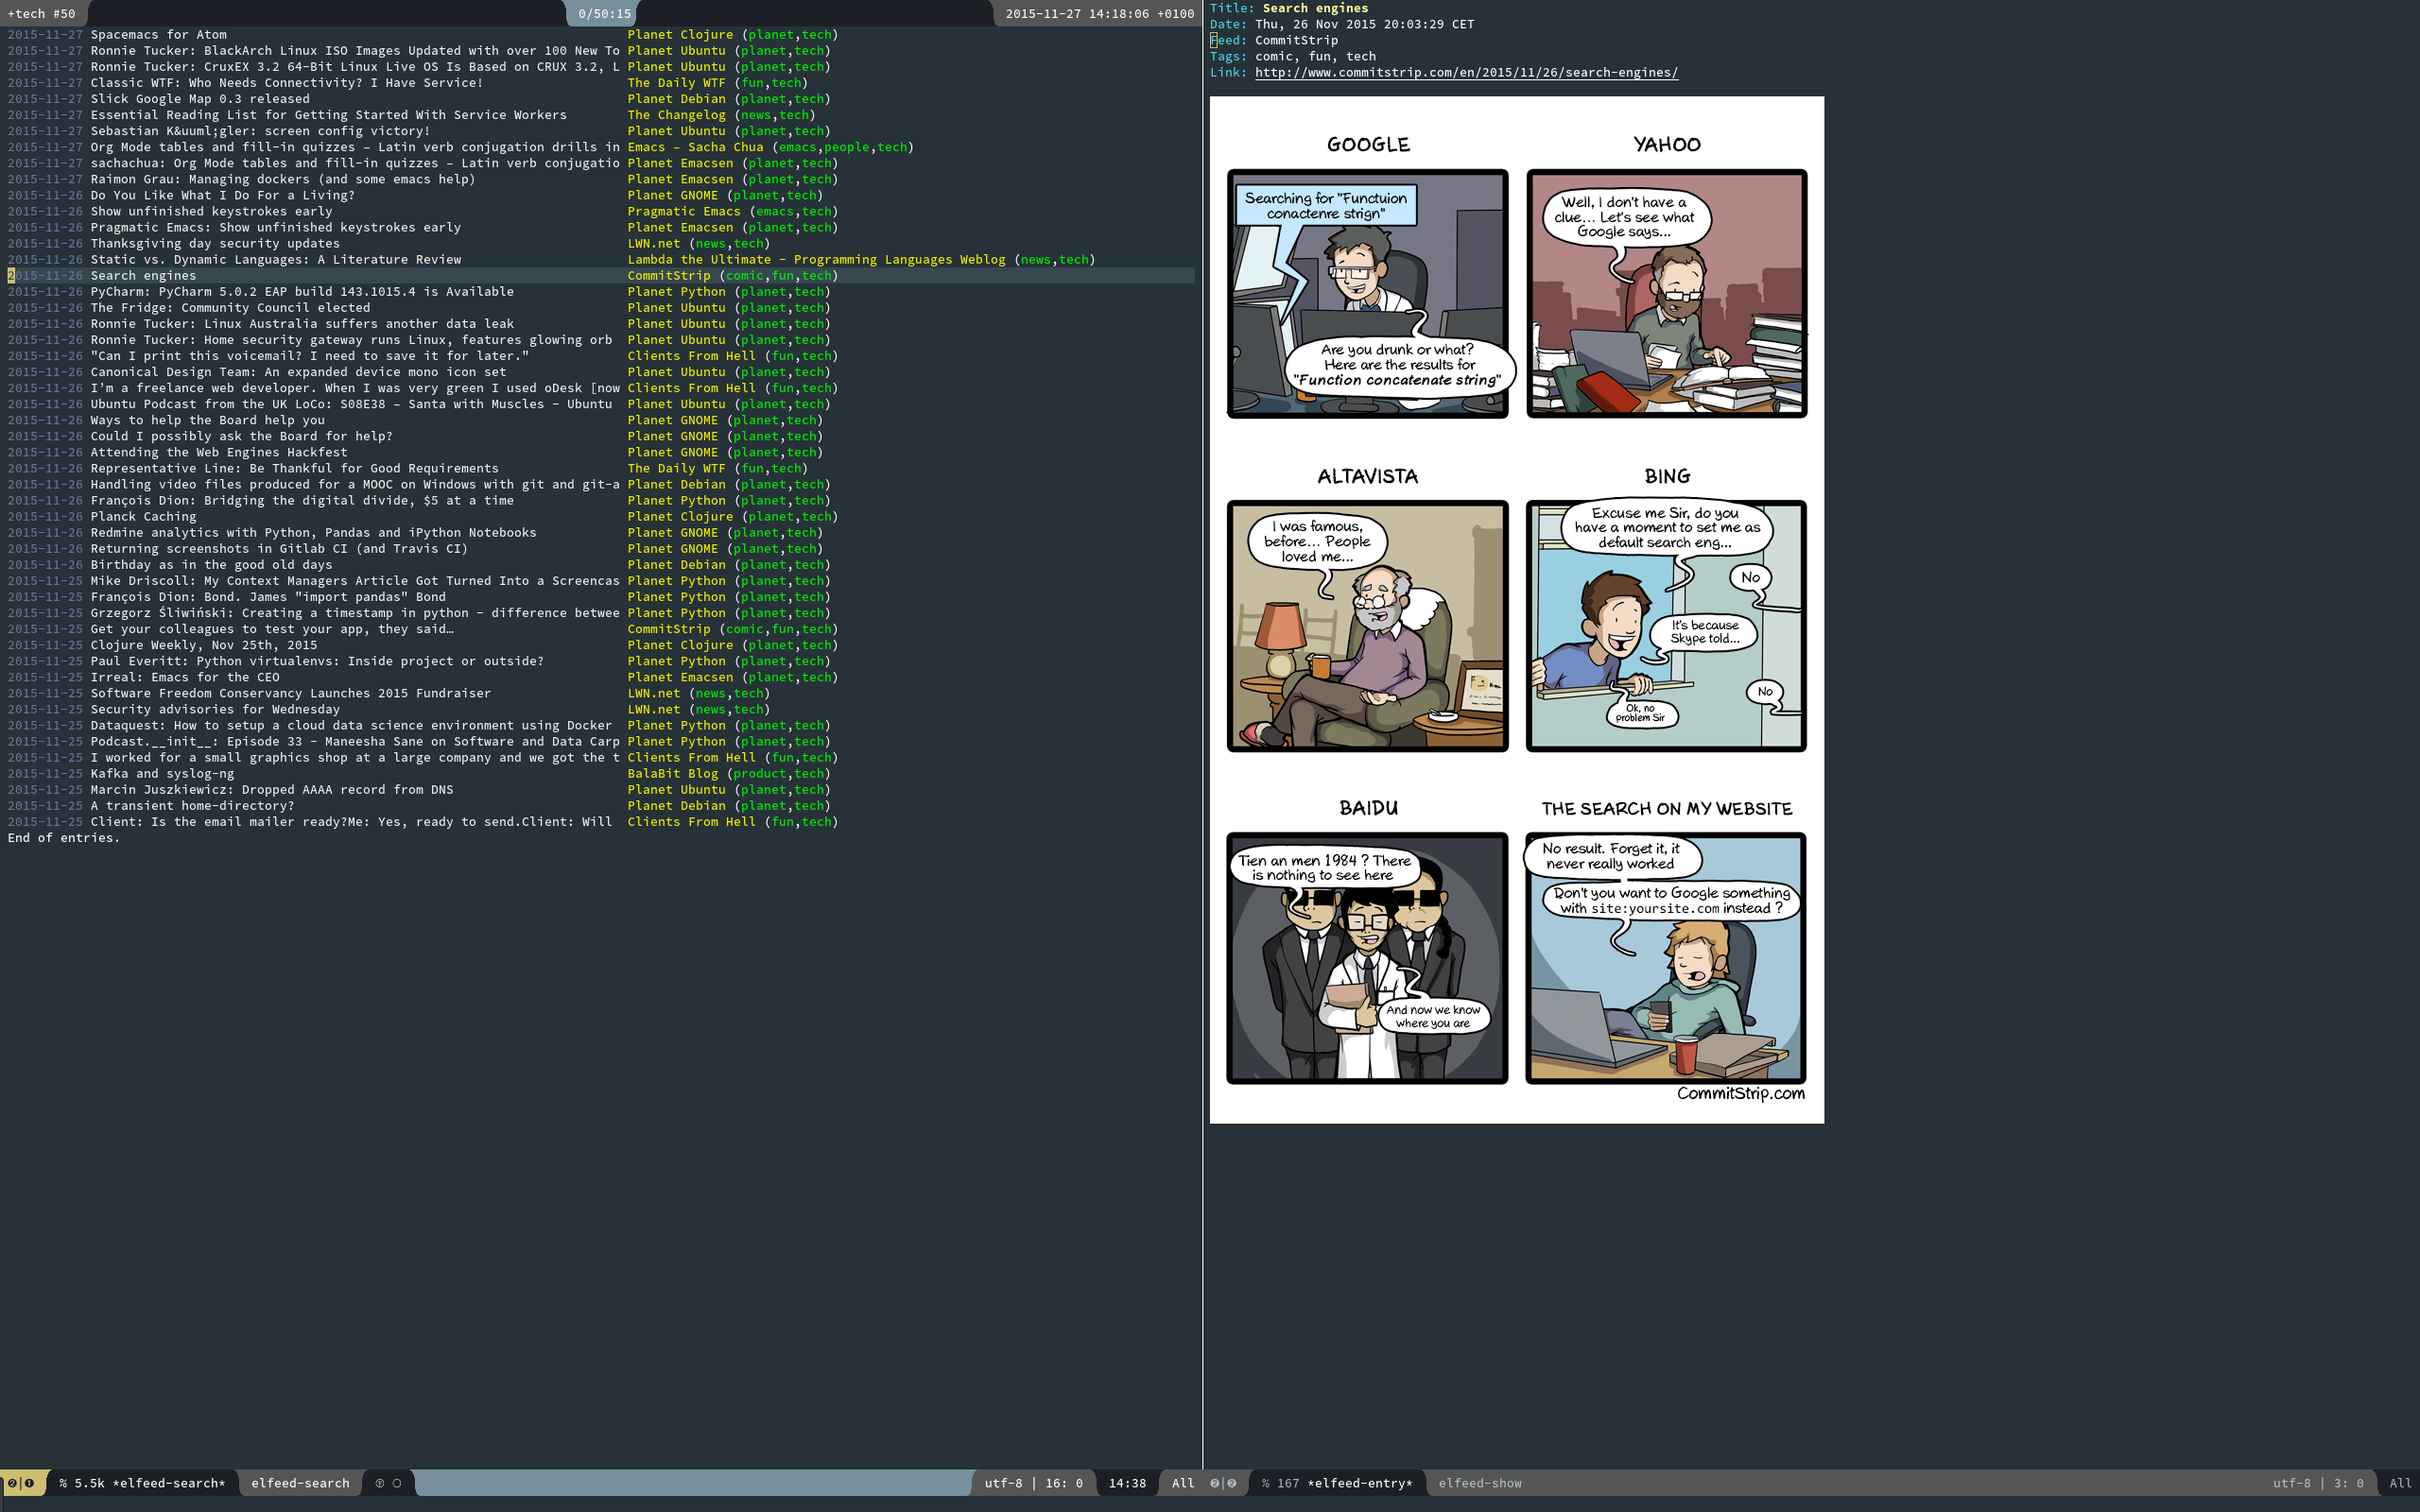 +tech #50 0/50:15 2015-11-27 14:18:06 +0100
2015-11-27 Spacemacs for Atom Planet Clojure (planet,tech)
2015-11-27 Ronnie Tucker: BlackArch Linux ISO Images Updated with over 100 New To Planet Ubuntu (planet,tech)
2015-11-27 Ronnie Tucker: CruxEX 3.2 64-Bit Linux Live OS Is Based on CRUX 3.2, L Planet Ubuntu (planet,tech)
2015-11-27 Classic WTF: Who Needs Connectivity? I Have Service! The Daily WTF (fun,tech)
2015-11-27 Slick Google Map 0.3 released Planet Debian (planet,tech)
2015-11-27 Essential Reading List for Getting Started With Service Workers The Changelog (news,tech)
2015-11-27 Sebastian K&uuml;gler: screen config victory! Planet Ubuntu (planet,tech)
2015-11-27 Org Mode tables and fill-in quizzes – Latin verb conjugation drills in Emacs – Sacha Chua (emacs,people,tech)
2015-11-27 sachachua: Org Mode tables and fill-in quizzes – Latin verb conjugatio Planet Emacsen (planet,tech)
2015-11-27 Raimon Grau: Managing dockers (and some emacs help) Planet Emacsen (planet,tech)
2015-11-26 Do You Like What I Do For a Living? Planet GNOME (planet,tech)
2015-11-26 Show unfinished keystrokes early Pragmatic Emacs (emacs,tech)
2015-11-26 Pragmatic Emacs: Show unfinished keystrokes early Planet Emacsen (planet,tech)
2015-11-26 Thanksgiving day security updates LWN.net (news,tech)
2015-11-26 Static vs. Dynamic Languages: A Literature Review Lambda the Ultimate - Programming Languages Weblog (news,tech)
2015-11-26 Search engines CommitStrip (comic,fun,tech)
2015-11-26 PyCharm: PyCharm 5.0.2 EAP build 143.1015.4 is Available Planet Python (planet,tech)
2015-11-26 The Fridge: Community Council elected Planet Ubuntu (planet,tech)
2015-11-26 Ronnie Tucker: Linux Australia suffers another data leak Planet Ubuntu (planet,tech)
2015-11-26 Ronnie Tucker: Home security gateway runs Linux, features glowing orb Planet Ubuntu (planet,tech)
2015-11-26 "Can I print this voicemail? I need to save it for later." Clients From Hell (fun,tech)
2015-11-26 Canonical Design Team: An expanded device mono icon set Planet Ubuntu (planet,tech)
2015-11-26 I’m a freelance web developer. When I was very green I used oDesk [now Clients From Hell (fun,tech)
2015-11-26 Ubuntu Podcast from the UK LoCo: S08E38 – Santa with Muscles - Ubuntu Planet Ubuntu (planet,tech)
2015-11-26 Ways to help the Board help you Planet GNOME (planet,tech)
2015-11-26 Could I possibly ask the Board for help? Planet GNOME (planet,tech)
2015-11-26 Attending the Web Engines Hackfest Planet GNOME (planet,tech)
2015-11-26 Representative Line: Be Thankful for Good Requirements The Daily WTF (fun,tech)
2015-11-26 Handling video files produced for a MOOC on Windows with git and git-a Planet Debian (planet,tech)
2015-11-26 François Dion: Bridging the digital divide, $5 at a time Planet Python (planet,tech)
2015-11-26 Planck Caching Planet Clojure (planet,tech)
2015-11-26 Redmine analytics with Python, Pandas and iPython Notebooks Planet GNOME (planet,tech)
2015-11-26 Returning screenshots in Gitlab CI (and Travis CI) Planet GNOME (planet,tech)
2015-11-26 Birthday as in the good old days Planet Debian (planet,tech)
2015-11-25 Mike Driscoll: My Context Managers Article Got Turned Into a Screencas Planet Python (planet,tech)
2015-11-25 François Dion: Bond. James "import pandas" Bond Planet Python (planet,tech)
2015-11-25 Grzegorz Śliwiński: Creating a timestamp in python - difference betwee Planet Python (planet,tech)
2015-11-25 Get your colleagues to test your app, they said… CommitStrip (comic,fun,tech)
2015-11-25 Clojure Weekly, Nov 25th, 2015 Planet Clojure (planet,tech)
2015-11-25 Paul Everitt: Python virtualenvs: Inside project or outside? Planet Python (planet,tech)
2015-11-25 Irreal: Emacs for the CEO Planet Emacsen (planet,tech)
2015-11-25 Software Freedom Conservancy Launches 2015 Fundraiser LWN.net (news,tech)
2015-11-25 Security advisories for Wednesday LWN.net (news,tech)
2015-11-25 Dataquest: How to setup a cloud data science environment using Docker Planet Python (planet,tech)
2015-11-25 Podcast.__init__: Episode 33 - Maneesha Sane on Software and Data Carp Planet Python (planet,tech)
2015-11-25 I worked for a small graphics shop at a large company and we got the t Clients From Hell (fun,tech)
2015-11-25 Kafka and syslog-ng BalaBit Blog (product,tech)
2015-11-25 Marcin Juszkiewicz: Dropped AAAA record from DNS Planet Ubuntu (planet,tech)
2015-11-25 A transient home-directory? Planet Debian (planet,tech)
2015-11-25 Client: Is the email mailer ready?Me: Yes, ready to send.Client: Will Clients From Hell (fun,tech)
End of entries.
Title: Search engines
Date: Thu, 26 Nov 2015 20:03:29 CET
Feed: CommitStrip
Tags: comic, fun, tech
Link: http://www.commitstrip.com/en/2015/11/26/search-engines/
GOOGLE
Searching for "Functuion
conactenre strign"
Are you drunk or what?
Here are the results for
"Function concatenate string"
YAHOO
Well, I don't have a
clue... Let's see what
Google says...
ALTAVISTA
I was famous,
before... People
loved me...
BING
Excuse me Sir, do you
have a moment to set me as
default search eng...
No
It's because
Skype told...
No
Ok, no
problem Sir
BAIDU
Tien an men 1984 ? There
is nothing to see here
And now we know
where you are
THE SEARCH ON MY WEBSITE
No result. Forget it, it
never really worked
Don't you want to Google something
with site:yoursite.com instead ?
CommitStrip.com
❷|❶ % 5.5k *elfeed-search* elfeed-search Ⓨ ⓞ utf-8 | 16: 0 14:38 All
❷|❷ % 167 *elfeed-entry* elfeed-show utf-8 | 3: 0 All